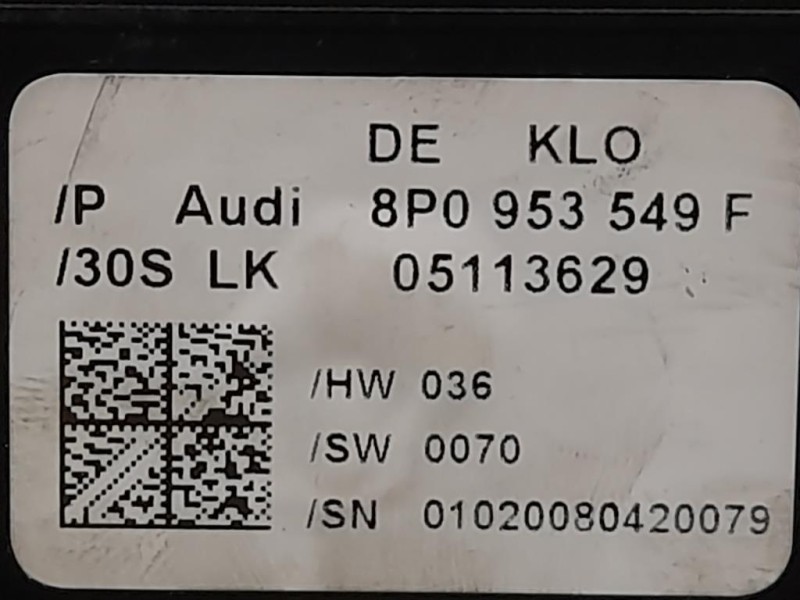 DE KLO
/P Audi 8P0 953 549 F
/30S LK 05113629
/HW 036
/SW 0070
/SN 01020080420079